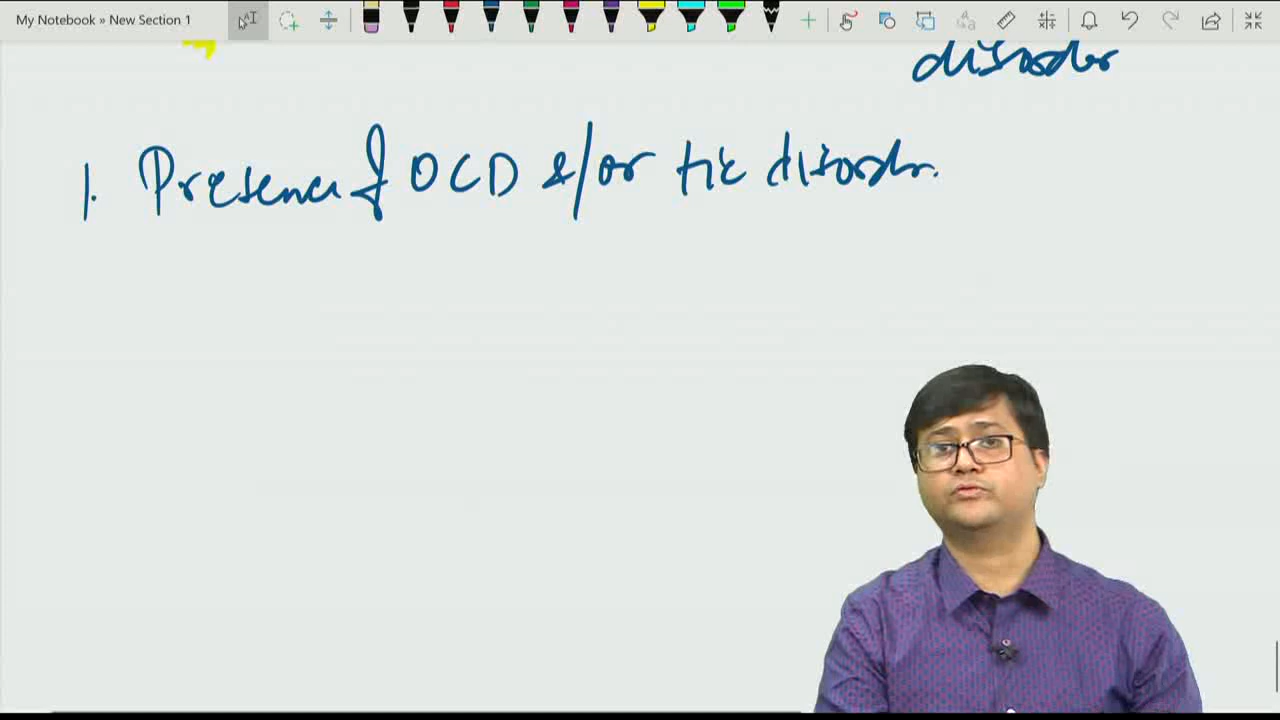 My Notebook » New Section 1
disorder
1. Presence of OCD &/or tic disorder.